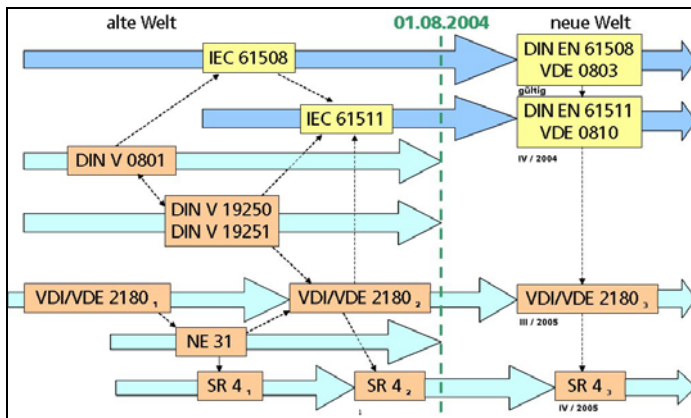 alte Welt
01.08.2004
neue Welt
IEC 61508
DIN EN 61508
VDE 0803
gültig
IEC 61511
DIN EN 61511
VDE 0810
IV / 2004
DIN V 0801
DIN V 19250
DIN V 19251
VDI/VDE 2180 1
VDI/VDE 2180 2
VDI/VDE 2180 3
III / 2005
NE 31
SR 4 1
SR 4 2
SR 4 3
IV / 2005